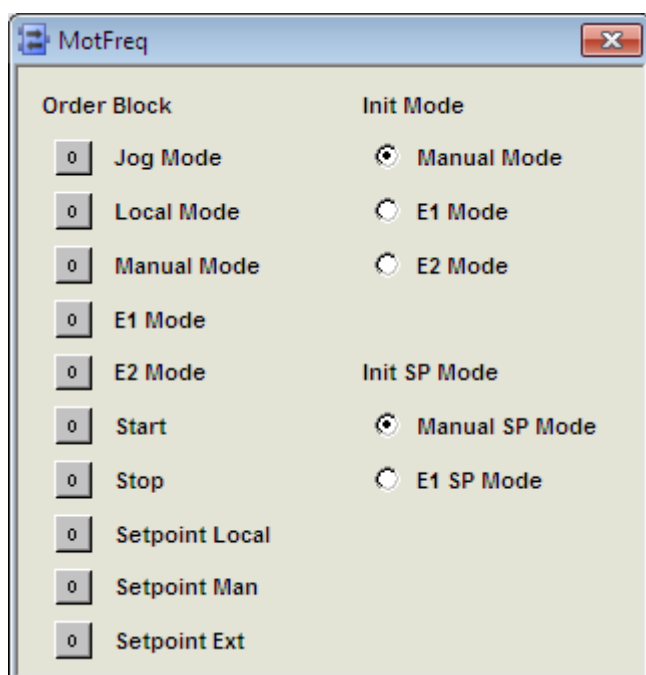 MotFreq
Order Block Init Mode
0 Jog Mode Manual Mode
0 Local Mode E1 Mode
0 Manual Mode E2 Mode
0 E1 Mode
0 E2 Mode Init SP Mode
0 Start Manual SP Mode
0 Stop E1 SP Mode
0 Setpoint Local
0 Setpoint Man
0 Setpoint Ext